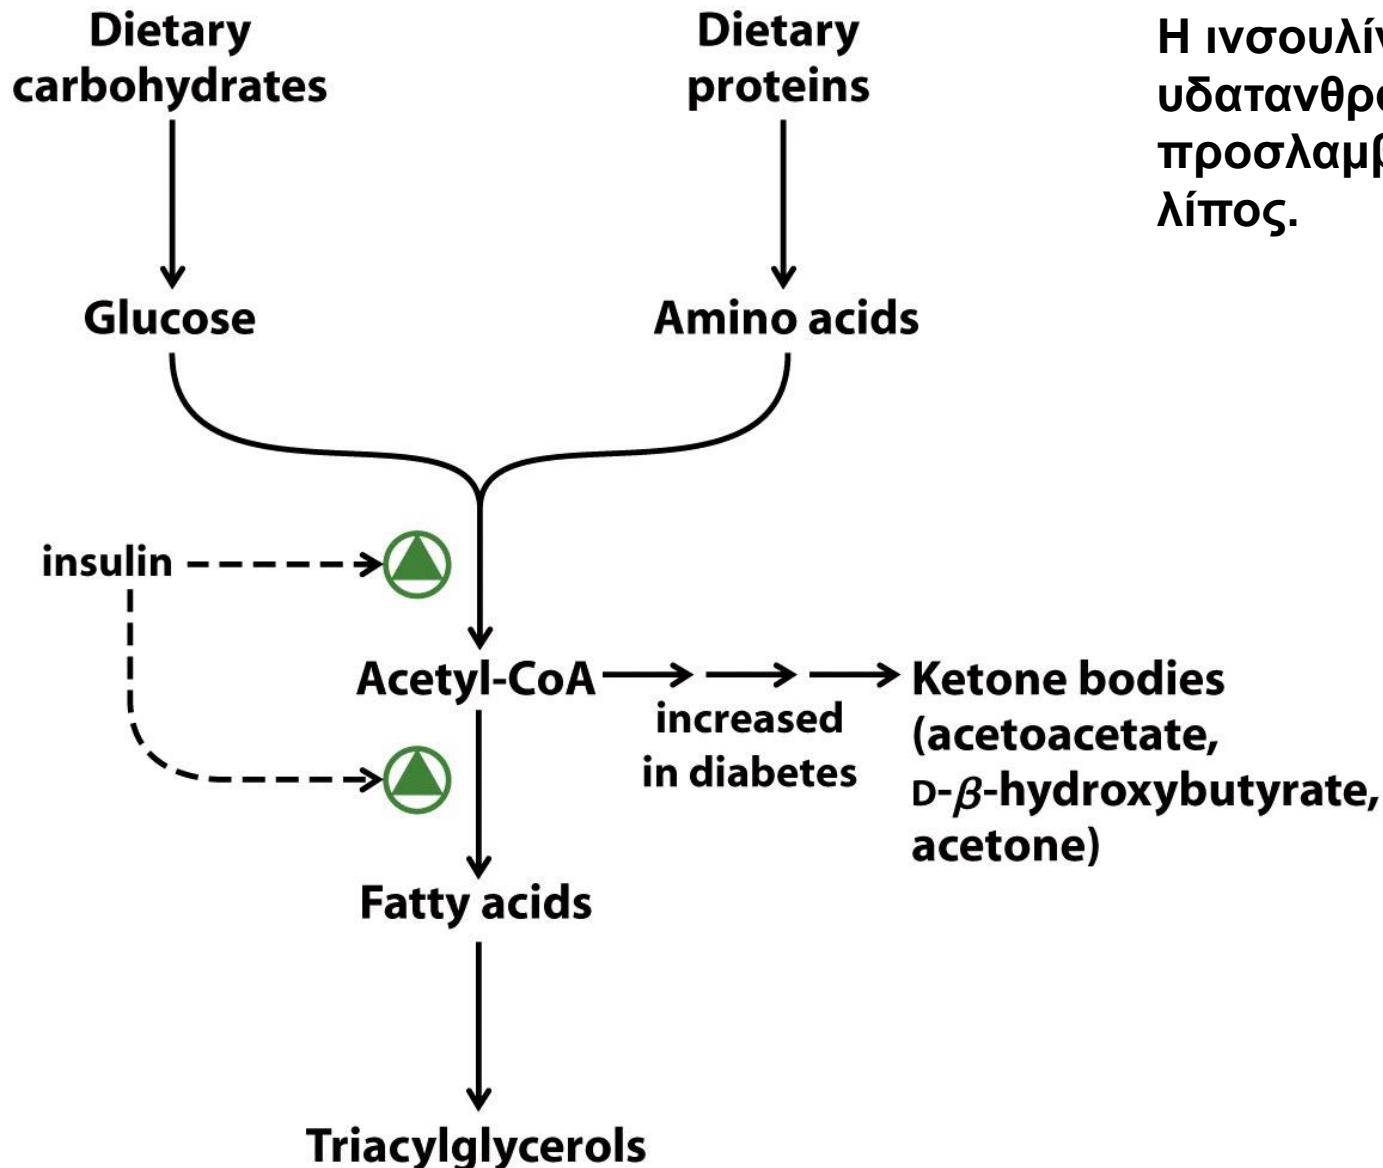 Dietary
carbohydrates
Dietary
proteins
Η
λίπος.
Glucose
Amino acids
insulin
Acetyl-CoA
increased
in diabetes
Ketone bodies
(acetoacetate,
D-β-hydroxybutyrate,
acetone)
Fatty acids
Triacylglycerols